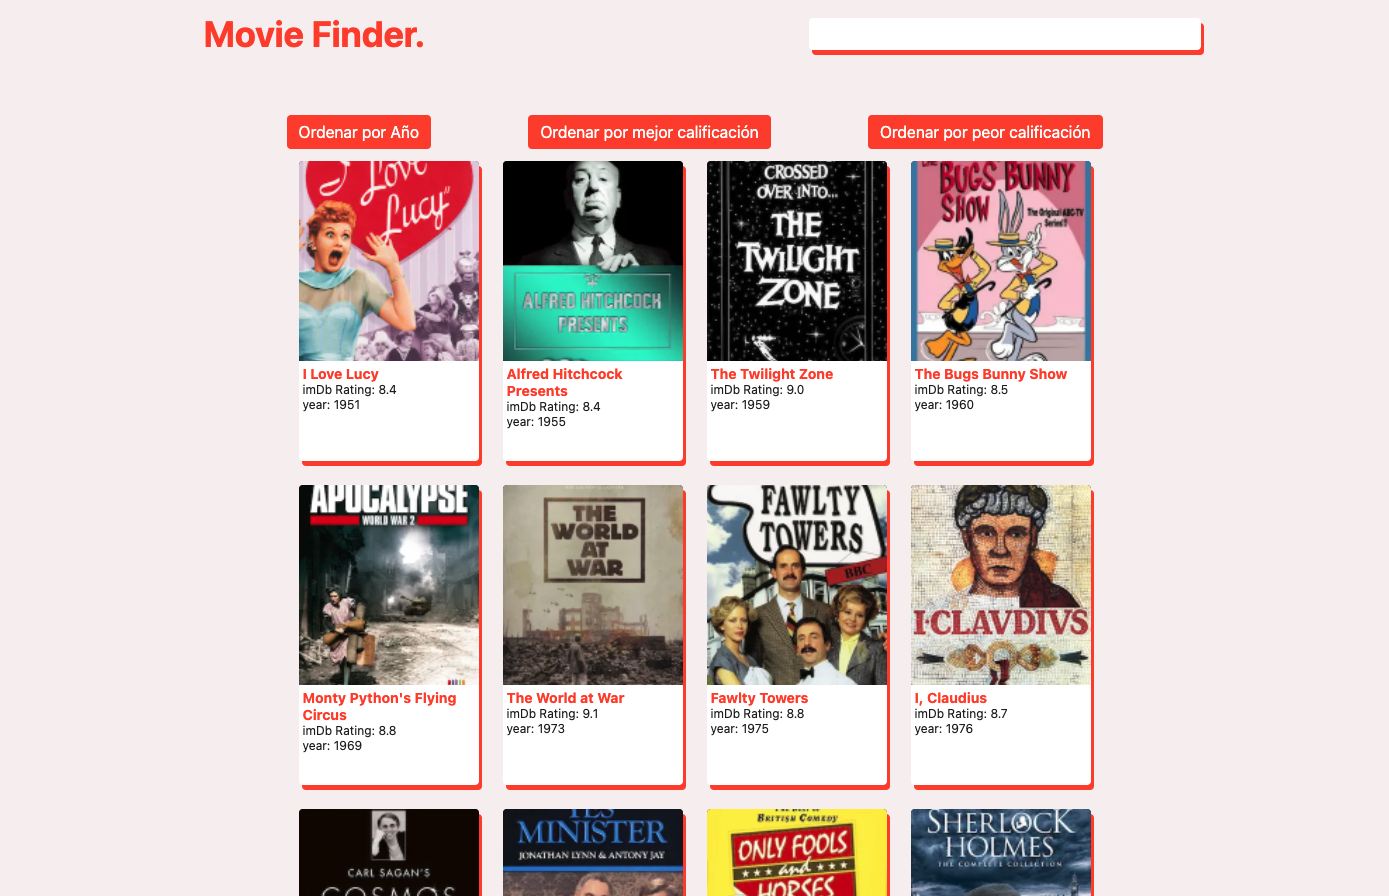 Movie Finder.
Ordenar por Año
Ordenar por mejor calificación
Ordenar por peor calificación
I Love
Lucy
ALFRED HITCHCOCK
PRESENTS
CROSSED
OVER INTO...
THE
TWILIGHT
ZONE
THE
BUGS BUNNY
SHOW
The Original ABC-TV
Series!
I Love Lucy
imDb Rating: 8.4
year: 1951
Alfred Hitchcock
Presents
imDb Rating: 8.4
year: 1955
The Twilight Zone
imDb Rating: 9.0
year: 1959
The Bugs Bunny Show
imDb Rating: 8.5
year: 1960
APOCALYPSE
WORLD WAR 2
THE
WORLD
AT
WAR
FAWLTY
TOWERS
BBC
I·CLAVDIVS
Monty Python's Flying
Circus
imDb Rating: 8.8
year: 1969
The World at War
imDb Rating: 9.1
year: 1973
Fawlty Towers
imDb Rating: 8.8
year: 1975
I, Claudius
imDb Rating: 8.7
year: 1976
CARL SAGAN'S
COSMOS
YES
MINISTER
JONATHAN LYNN & ANTONY JAY
BRITISH COMEDY
ONLY FOOLS
and
HORSES
SHERLOCK
HOLMES
THE COMPLETE COLLECTION